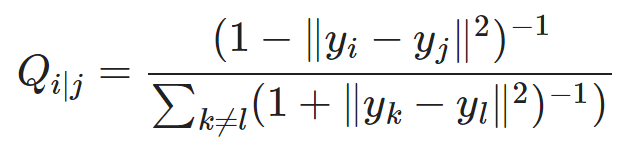 Q_{i|j} = \frac{(1 - \|y_i - y_j\|^2)^{-1}}{\sum_{k \neq l}(1 + \|y_k - y_l\|^2)^{-1})}